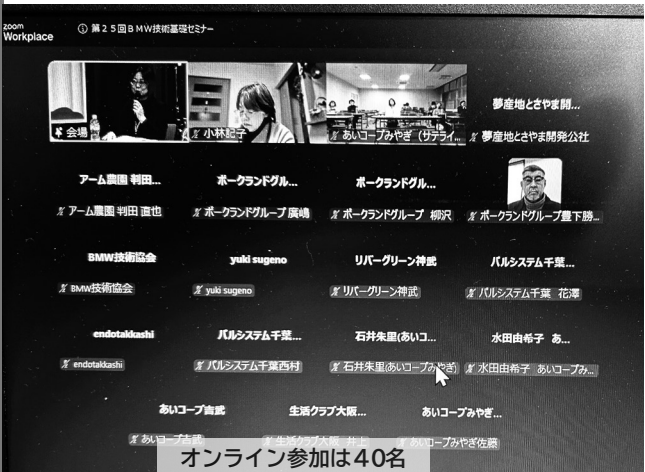 zoom
Workplace
第25回BMW技術基礎セミナー
会場
小林記子
あいコープみやぎ（サテライ...
夢産地とさやま開...
夢産地とさやま開発公社
アーム農園 利田...
ポークランドグル...
ポークランドグル...
アーム農園 判田 直也
ポークランドグループ 廣嶋
ポークランドグループ 柳沢
ポークランドグループ豊下勝...
BMW技術協会
yuki sugeno
リバーグリーン神武
パルシステム千葉...
BMW技術協会
yuki sugeno
リバーグリーン神武
パルシステム千葉 花澤
endotakkashi
パルシステム千葉...
石井朱里(あいコ...
水田由希子 あ...
endotakkashi
パルシステム千葉西村
石井朱里(あいコープみやぎ)
水田由希子 あいコープみ...
あいコープ吉武
生活クラブ大阪...
あいコープみやぎ...
あいコープ吉武
生活クラブ大阪 井上
あいコープみやぎ佐藤
オンライン参加は40名